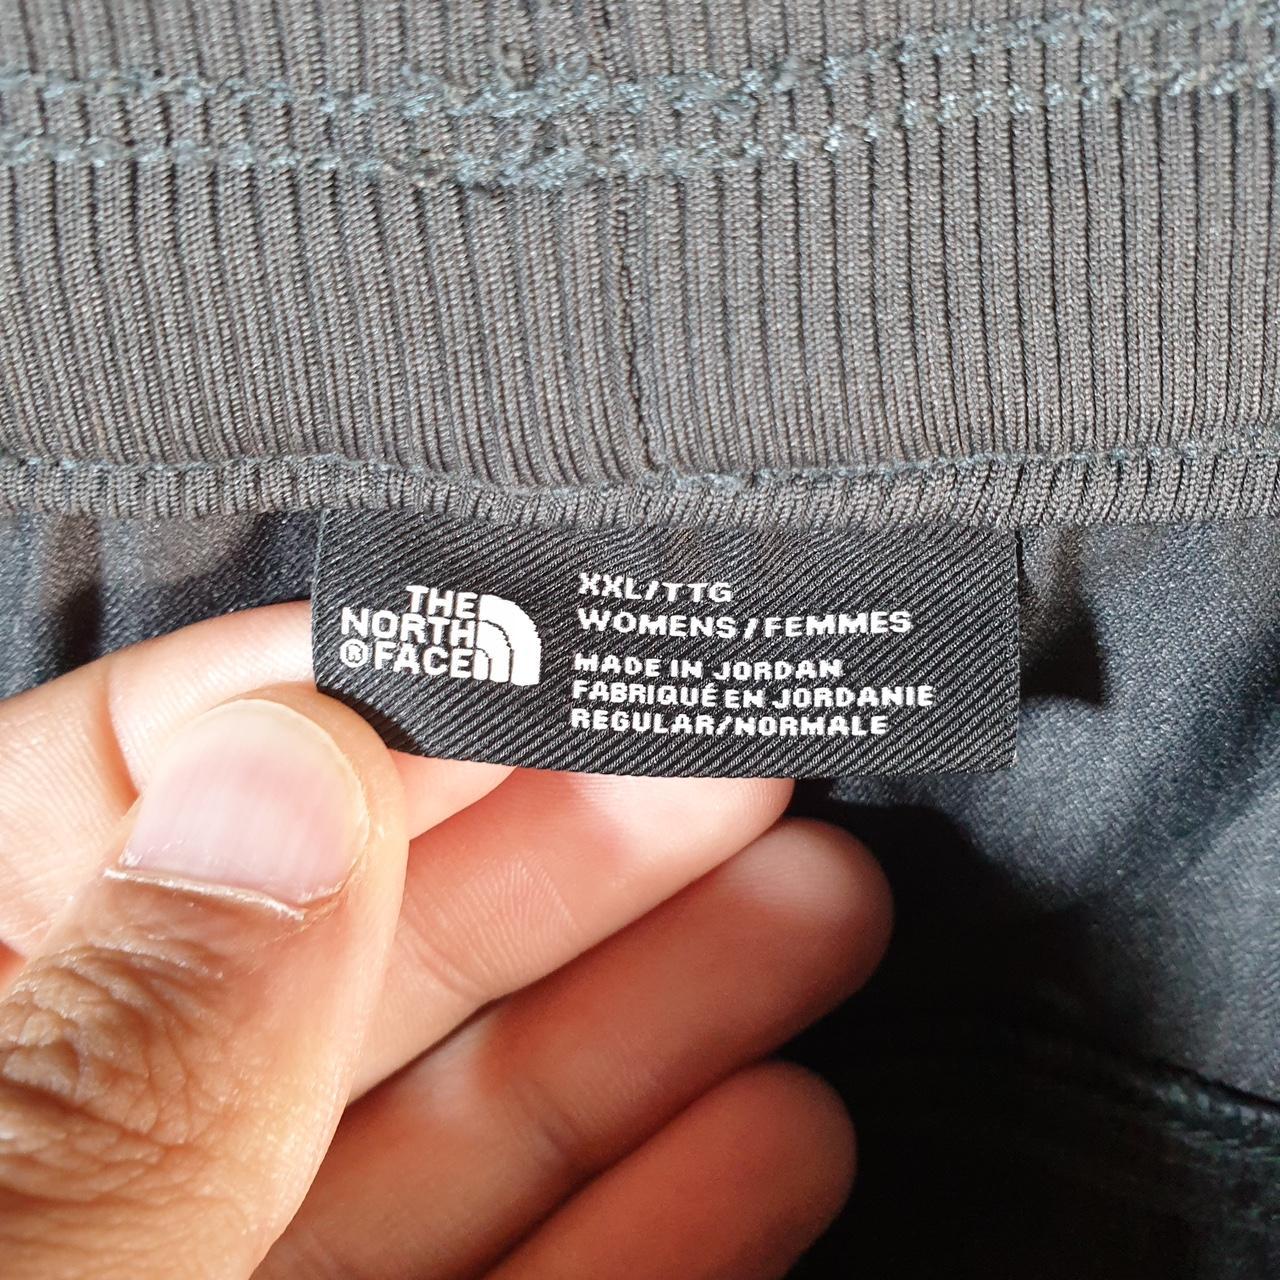 THE
NORTH
® FACE
XXL/TTG
WOMENS/FEMMES
MADE IN JORDAN
FABRIQUÉ EN JORDANIE
REGULAR/NORMALE